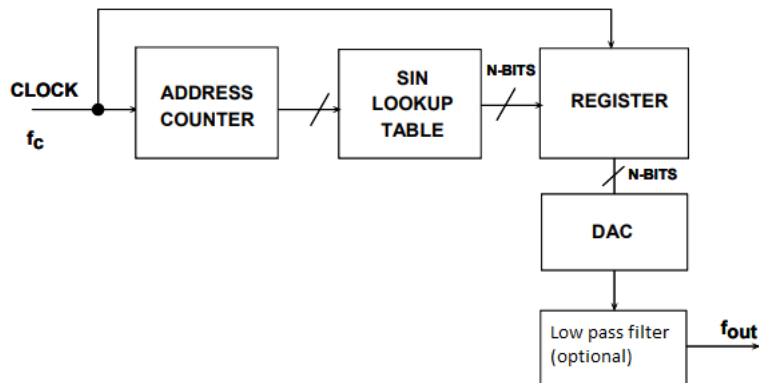 CLOCK
fc
ADDRESS
COUNTER
SIN
LOOKUP
TABLE
N-BITS
REGISTER
N-BITS
DAC
Low pass filter
(optional)
fout